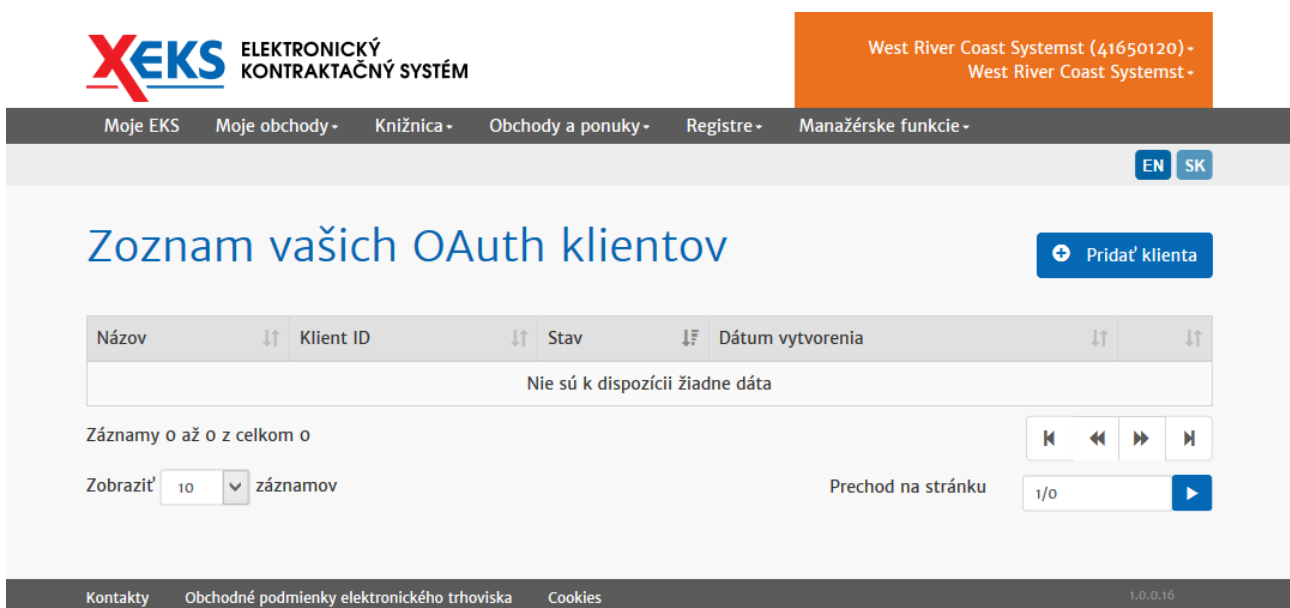 XEKS ELEKTRONICKÝ
KONTRAKTAČNÝ SYSTÉM
West River Coast Systemst (41650120)
West River Coast Systemst
Moje EKS Moje obchody Knižnica Obchody a ponuky Registre Manažérske funkcie
EN SK
Zoznam vašich OAuth klientov
Pridať klienta
Názov Klient ID Stav Dátum vytvorenia
Nie sú k dispozícii žiadne dáta
Záznamy 0 až 0 z celkom 0
Zobraziť 10 záznamov
Prechod na stránku 1/0
Kontakty Obchodné podmienky elektronického trhoviska Cookies 1.0.0.16